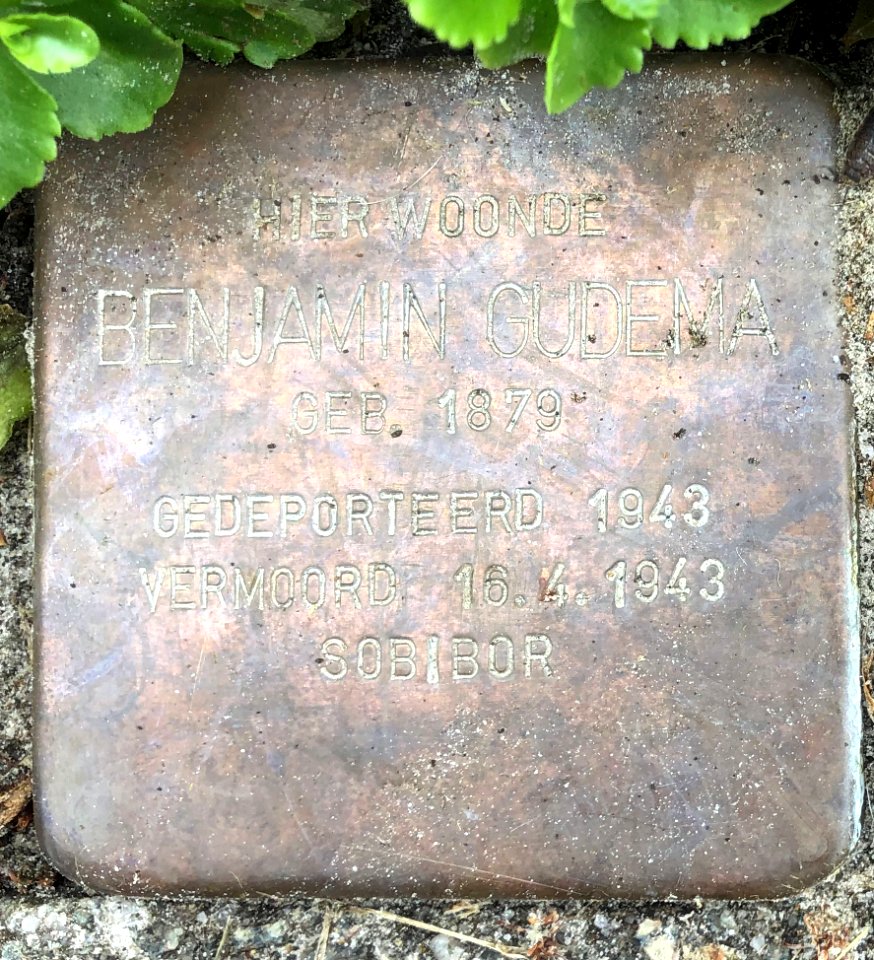 HIER WOONDE
BENJAMIN GUDEMA
GEB. 1879
GEDEPORTEERD 1943
VERMOORD 16.4.1943
SOBIBOR